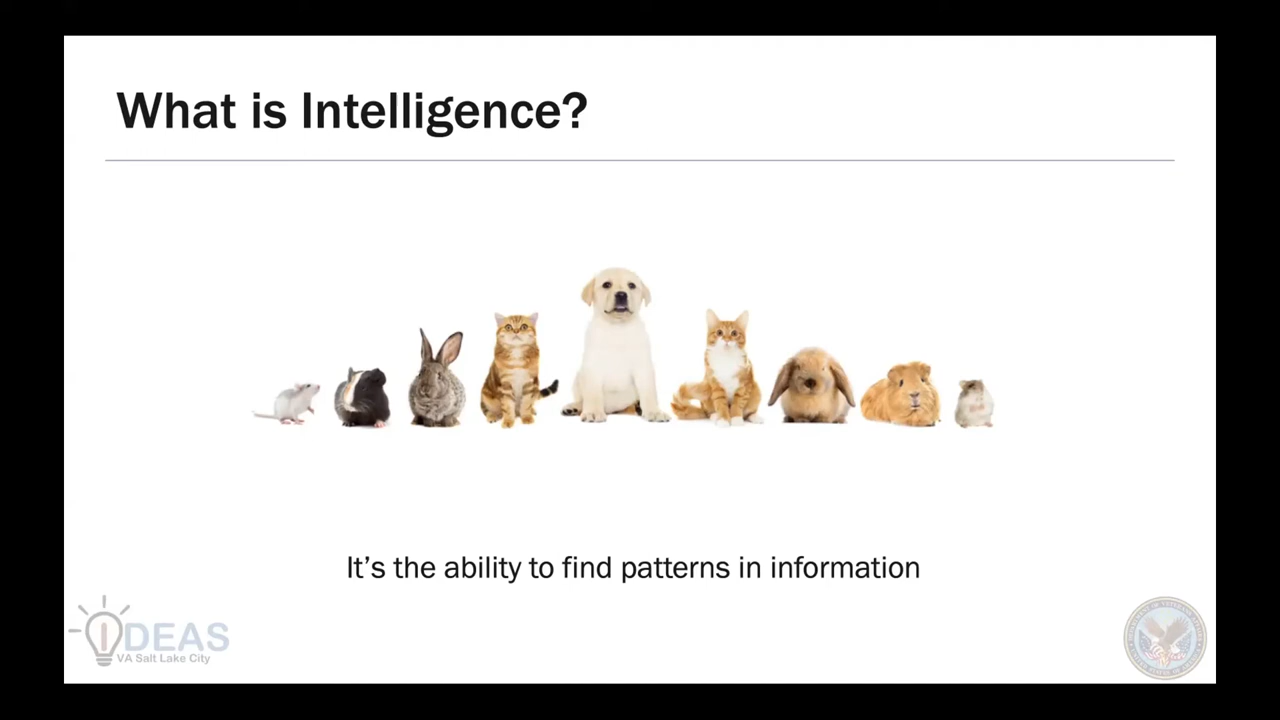 What is Intelligence?
It's the ability to find patterns in information
IDEAS
VA Salt Lake City